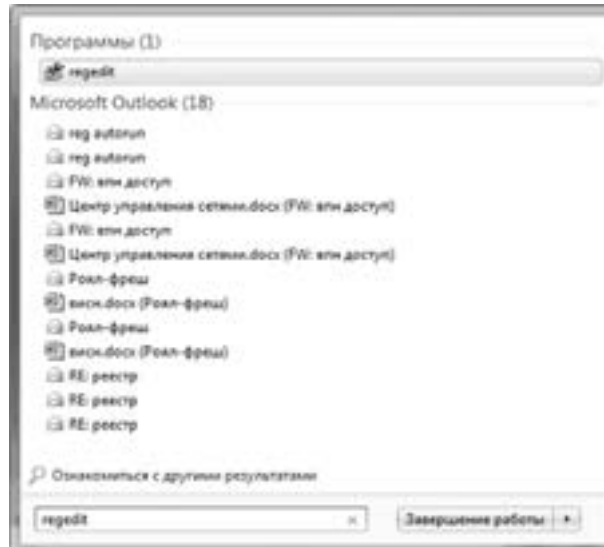 Программы (1)
regedit
Microsoft Outlook (18)
reg autorun
reg autorun
FW: впн доступ
Центр управления сетями.docx (FW: впн доступ)
FW: впн доступ
Центр управления сетями.docx (FW: впн доступ)
Роял-фреш
висн.docx (Роял-фреш)
Роял-фреш
висн.docx (Роял-фреш)
RE: реестр
RE: реестр
RE: реестр
Ознакомиться с другими результатами
regedit
Завершение работы